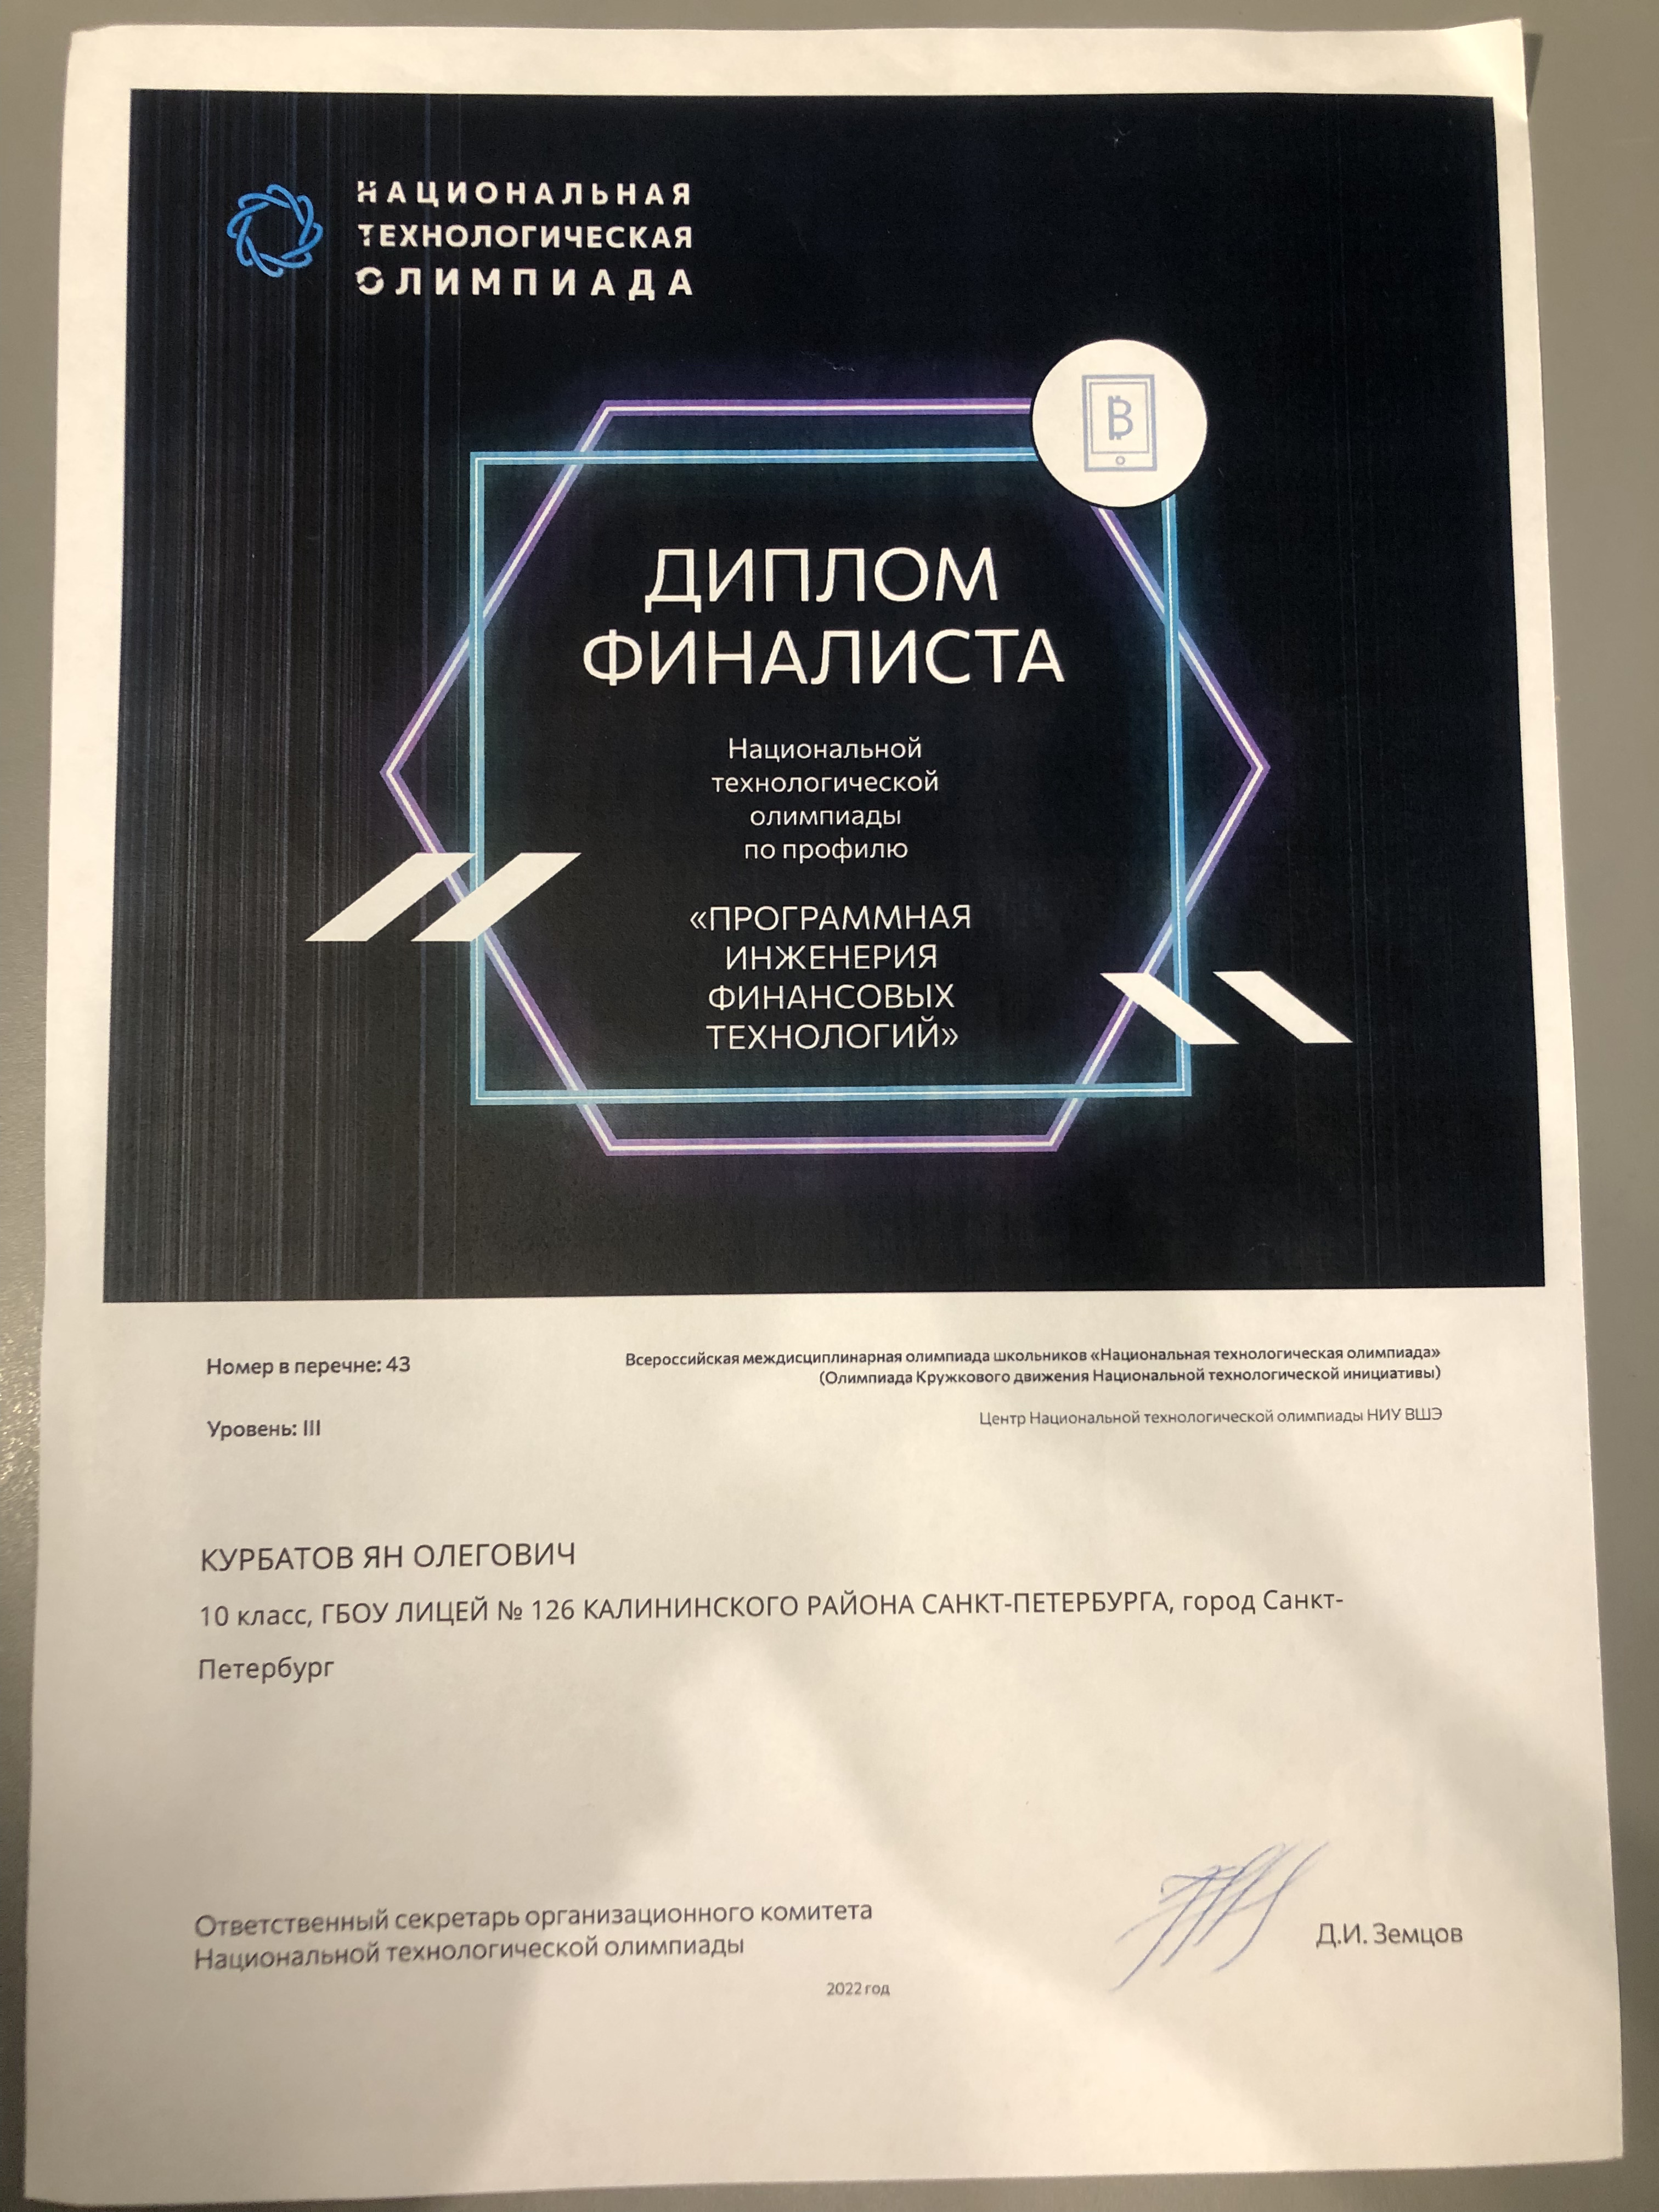 НАЦИОНАЛЬНАЯ
ТЕХНОЛОГИЧЕСКАЯ
ОЛИМПИАДА
ДИПЛОМ
ФИНАЛИСТА
Национальной
технологической
олимпиады
по профилю
«ПРОГРАММНАЯ
ИНЖЕНЕРИЯ
ФИНАНСОВЫХ
ТЕХНОЛОГИЙ»
Номер в перечне: 43
Уровень: III
Всероссийская междисциплинарная олимпиада школьников «Национальная технологическая олимпиада»
(Олимпиада Кружкового движения Национальной технологической инициативы)
Центр Национальной технологической олимпиады НИУ ВШЭ
КУРБАТОВ ЯН ОЛЕГОВИЧ
10 класс, ГБОУ ЛИЦЕЙ № 126 КАЛИНИНСКОГО РАЙОНА САНКТ-ПЕТЕРБУРГА, город Санкт-
Петербург
Ответственный секретарь организационного комитета
Национальной технологической олимпиады
Д.И. Земцов
2022 год